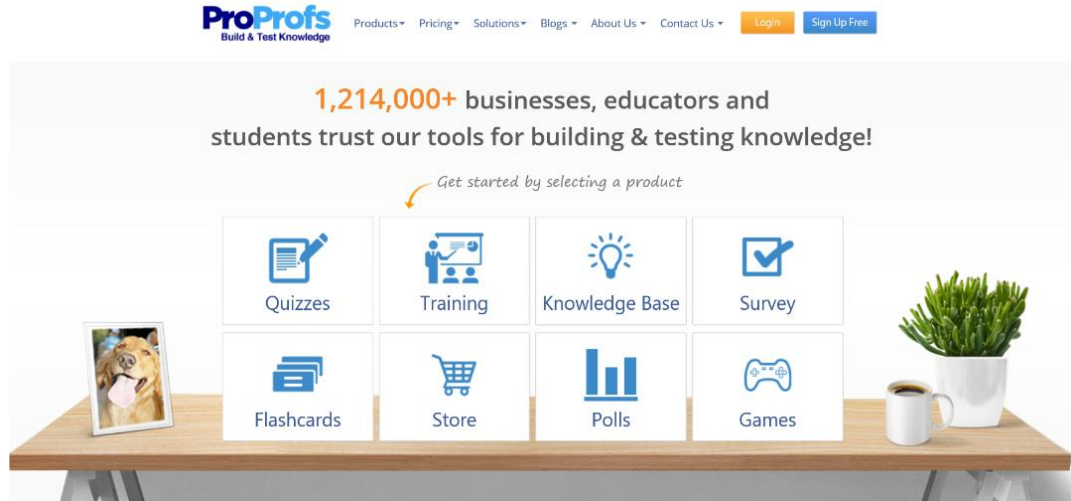 ProProfs
Build & Test Knowledge
Products Pricing Solutions Blogs About Us Contact Us Login Sign Up Free
1,214,000+ businesses, educators and
students trust our tools for building & testing knowledge!
Get started by selecting a product
Quizzes Training Knowledge Base Survey
Flashcards Store Polls Games